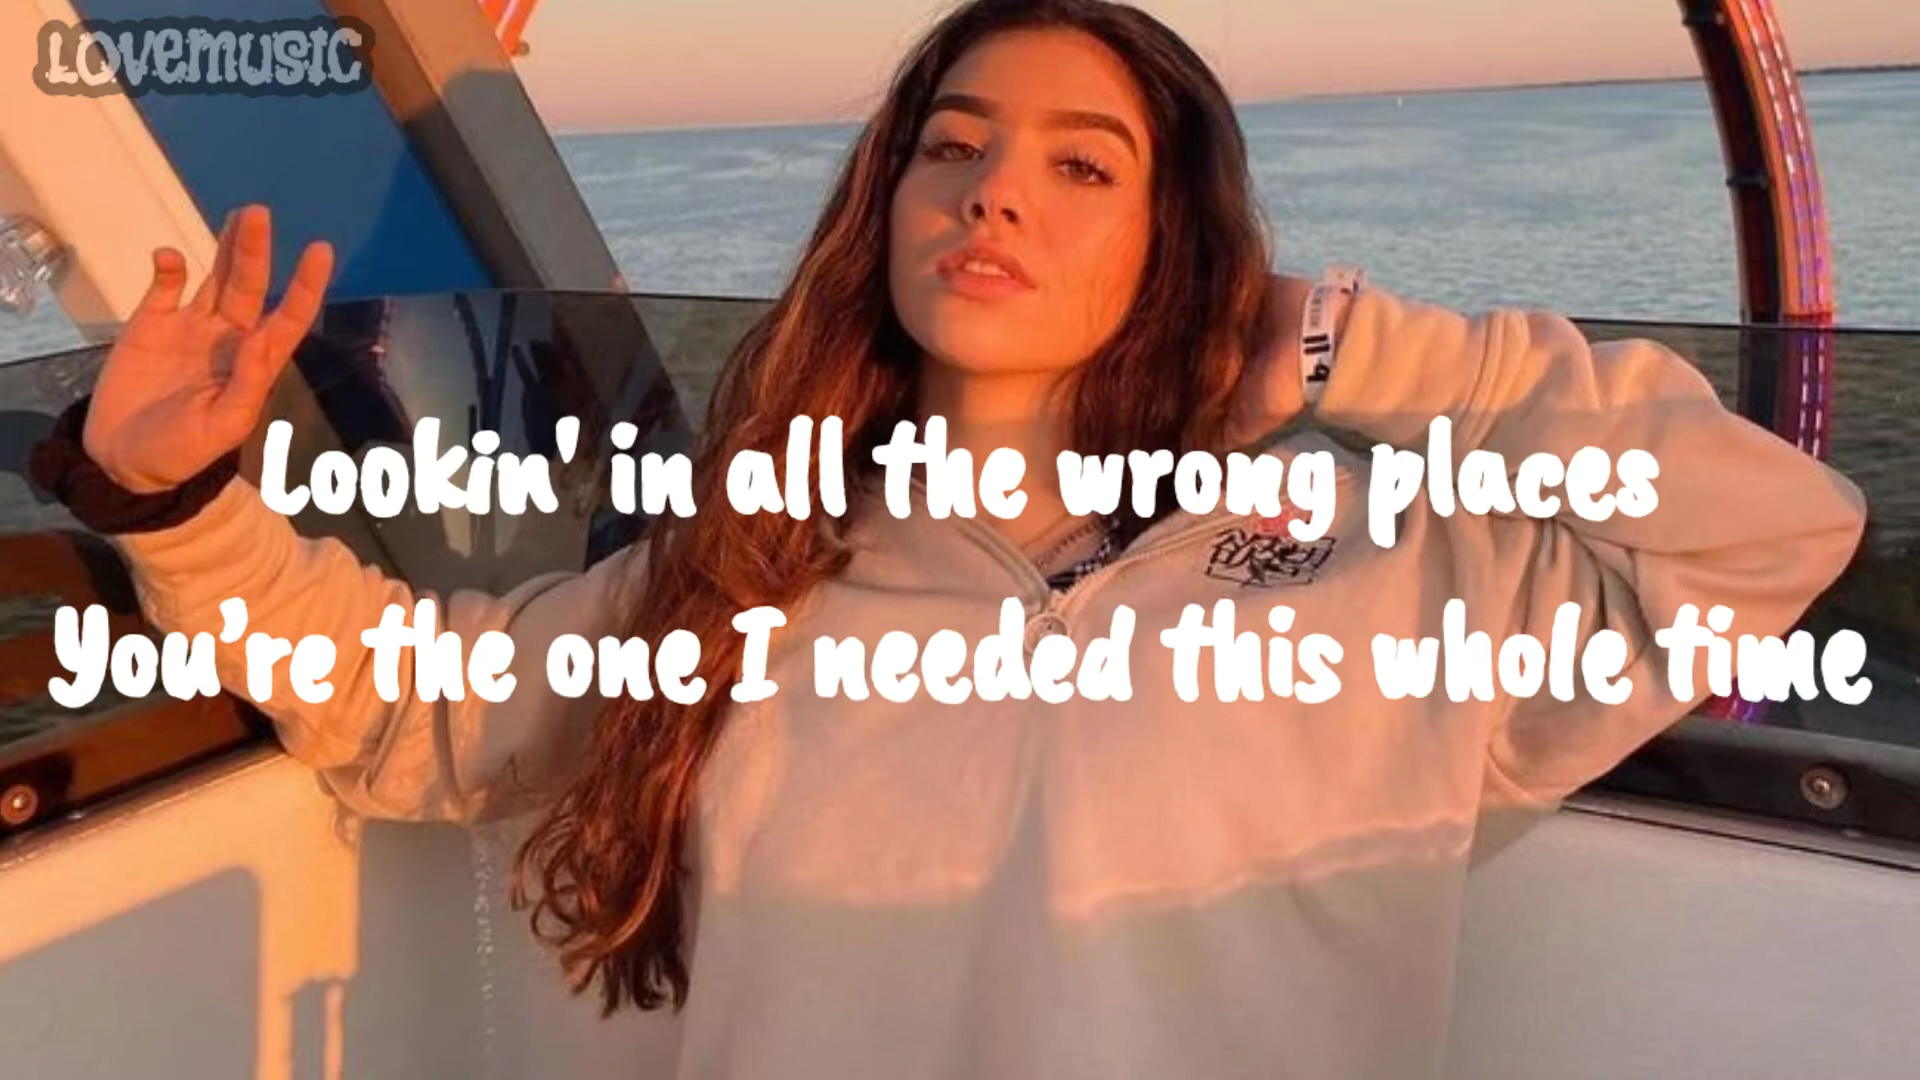 LOVEMUSIC
Lookin' in all the wrong places
You’re the one I needed this whole time